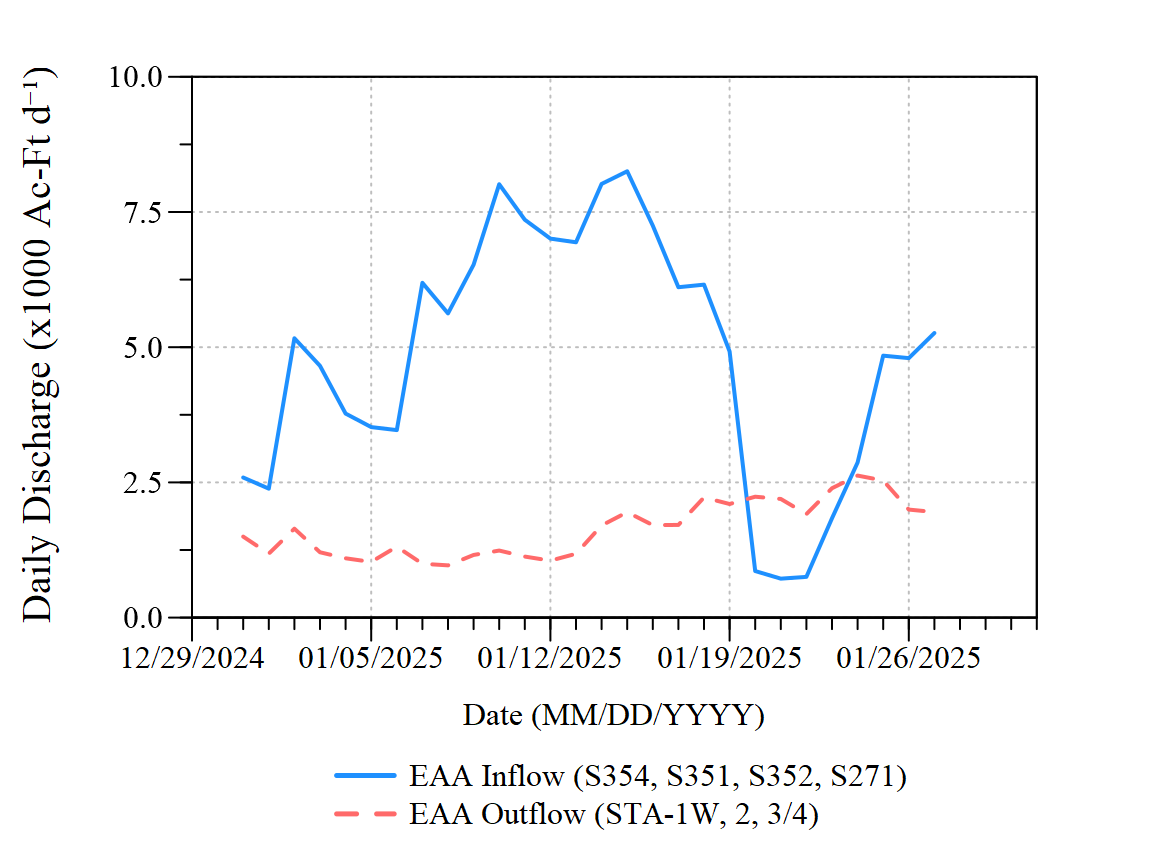 Daily Discharge (x1000 Ac-Ft d⁻¹)
10.0
7.5
5.0
2.5
0.0
12/29/2024 01/05/2025 01/12/2025 01/19/2025 01/26/2025
Date (MM/DD/YYYY)
EAA Inflow (S354, S351, S352, S271)
EAA Outflow (STA-1W, 2, 3/4)